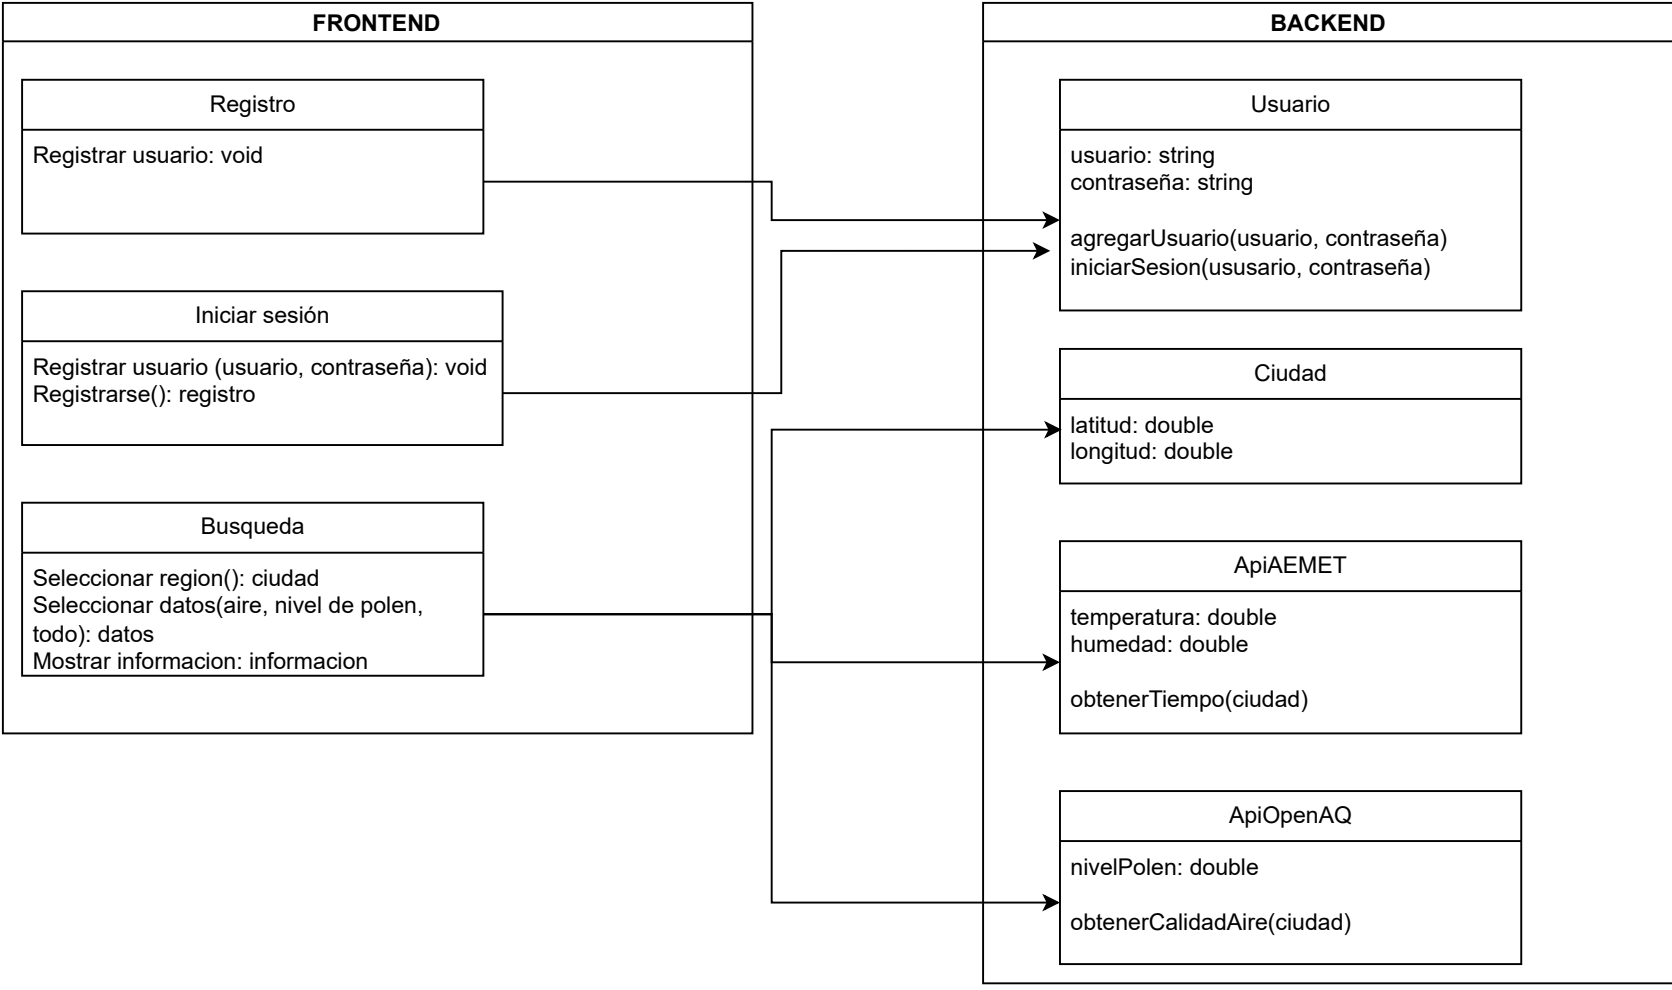 FRONTEND
Registro
Registrar usuario: void
Iniciar sesión
Registrar usuario (usuario, contraseña): void
Registrarse(): registro
Busqueda
Seleccionar region(): ciudad
Seleccionar datos(aire, nivel de polen,
todo): datos
Mostrar informacion: informacion
BACKEND
Usuario
usuario: string
contraseña: string
agregarUsuario(usuario, contraseña)
iniciarSesion(ususario, contraseña)
Ciudad
latitud: double
longitud: double
ApiAEMET
temperatura: double
humedad: double
obtenerTiempo(ciudad)
ApiOpenAQ
nivelPolen: double
obtenerCalidadAire(ciudad)